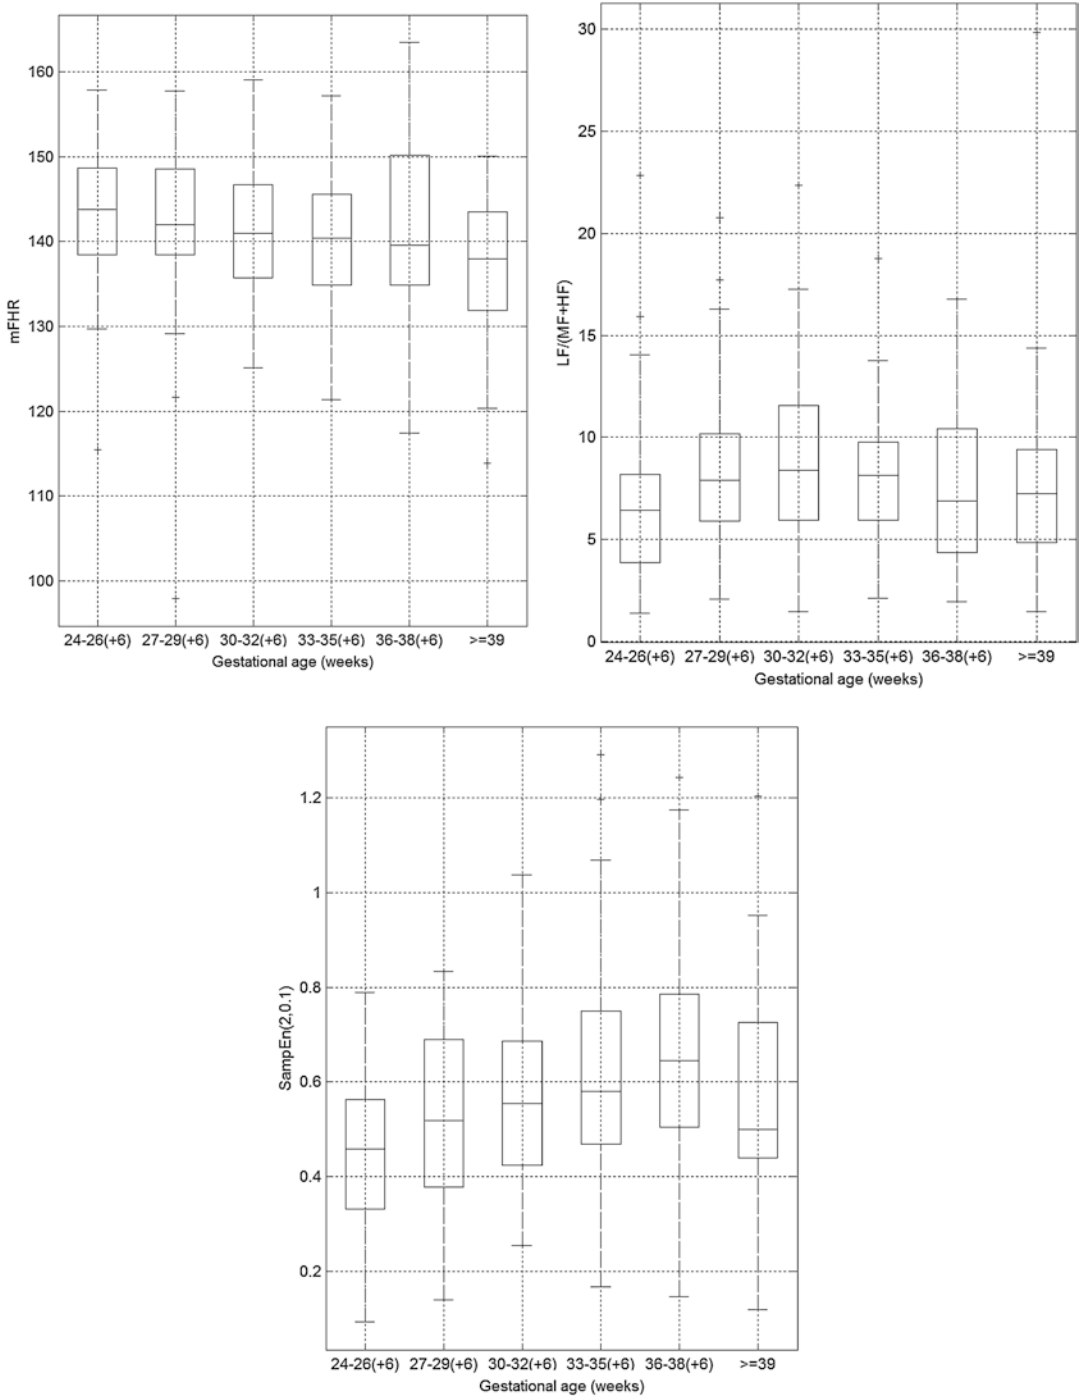 160
150
140
130
120
110
100
mFHR
24-26(+6) 27-29(+6) 30-32(+6) 33-35(+6) 36-38(+6) >=39
Gestational age (weeks)
30
25
20
15
10
5
0
LF/(MF+HF)
24-26(+6) 27-29(+6) 30-32(+6) 33-35(+6) 36-38(+6) >=39
Gestational age (weeks)
1.2
1
0.8
0.6
0.4
0.2
SampEn(2,0.1)
24-26(+6) 27-29(+6) 30-32(+6) 33-35(+6) 36-38(+6) >=39
Gestational age (weeks)